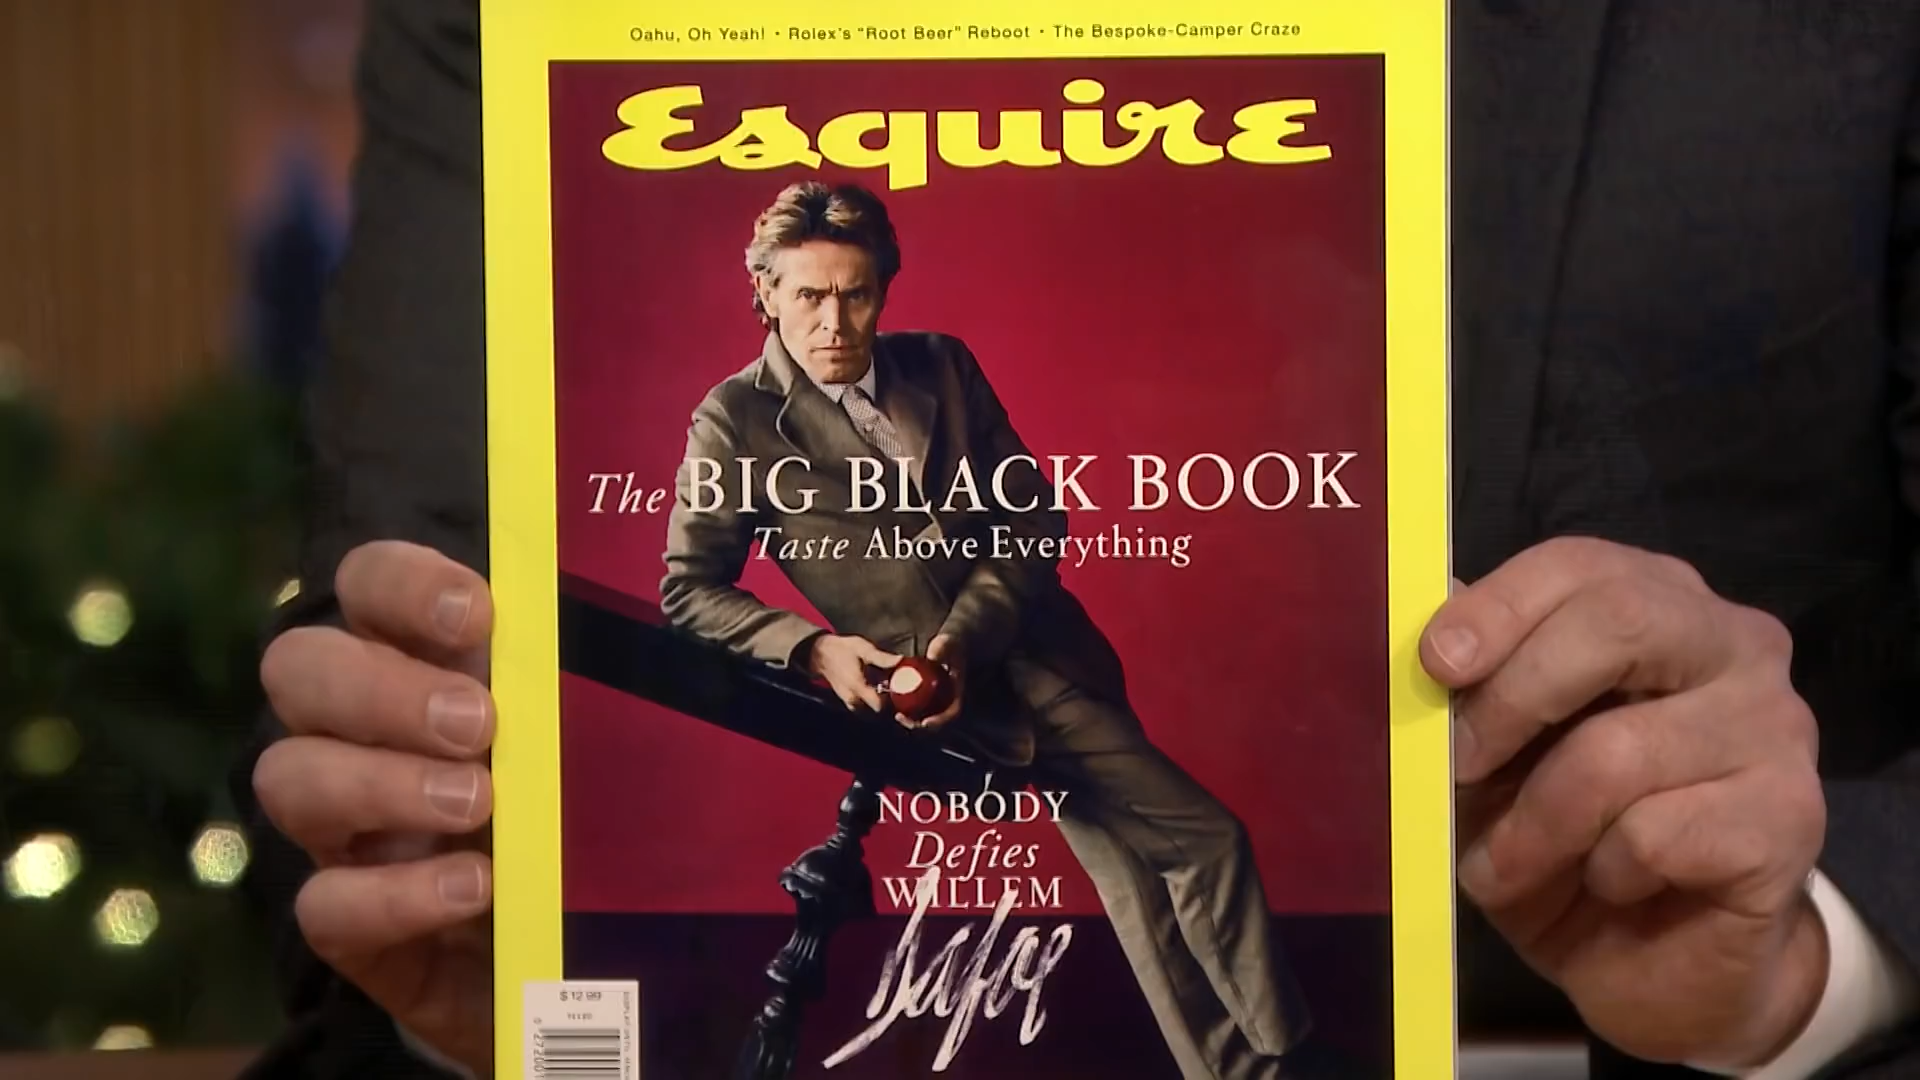 Oahu, Oh Yeah! • Rolex's "Root Beer" Reboot • The Bespoke-Camper Craze
Esquire
The BIG BLACK BOOK
Taste Above Everything
NOBODY
Defies
WILLEM
Dafoe
$12.99